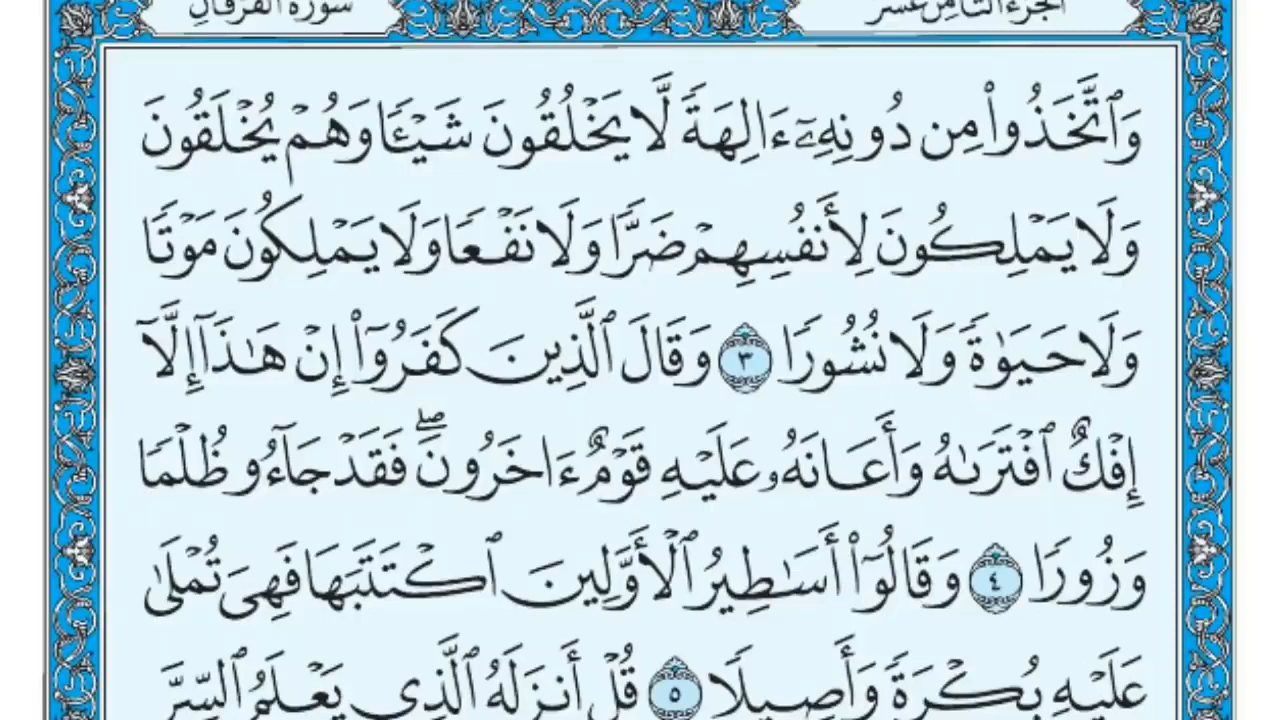 الجزء الثامن عشر سورة الفرقان
وَٱتَّخَذُوا۟ مِن دُونِهِۦٓ ءَالِهَةً لَّا يَخْلُقُونَ شَيْـًٔا وَهُمْ يُخْلَقُونَ
وَلَا يَمْلِكُونَ لِأَنفُسِهِمْ ضَرًّا وَلَا نَفْعًا وَلَا يَمْلِكُونَ مَوْتًا
وَلَا حَيَوٰةً وَلَا نُشُورًا ٣ وَقَالَ ٱلَّذِينَ كَفَرُوٓا۟ إِنْ هَـٰذَآ إِلَّآ
إِفْكٌ ٱفْتَرَىٰهُ وَأَعَانَهُۥ عَلَيْهِ قَوْمٌ ءَاخَرُونَ ۖ فَقَدْ جَآءُو ظُلْمًا
وَزُورًا ٤ وَقَالُوٓا۟ أَسَـٰطِيرُ ٱلْأَوَّلِينَ ٱكْتَتَبَهَا فَهِىَ تُمْلَىٰ
عَلَيْهِ بُكْرَةً وَأَصِيلًا ٥ قُلْ أَنزَلَهُ ٱلَّذِى يَعْلَمُ ٱلسِّرَّ